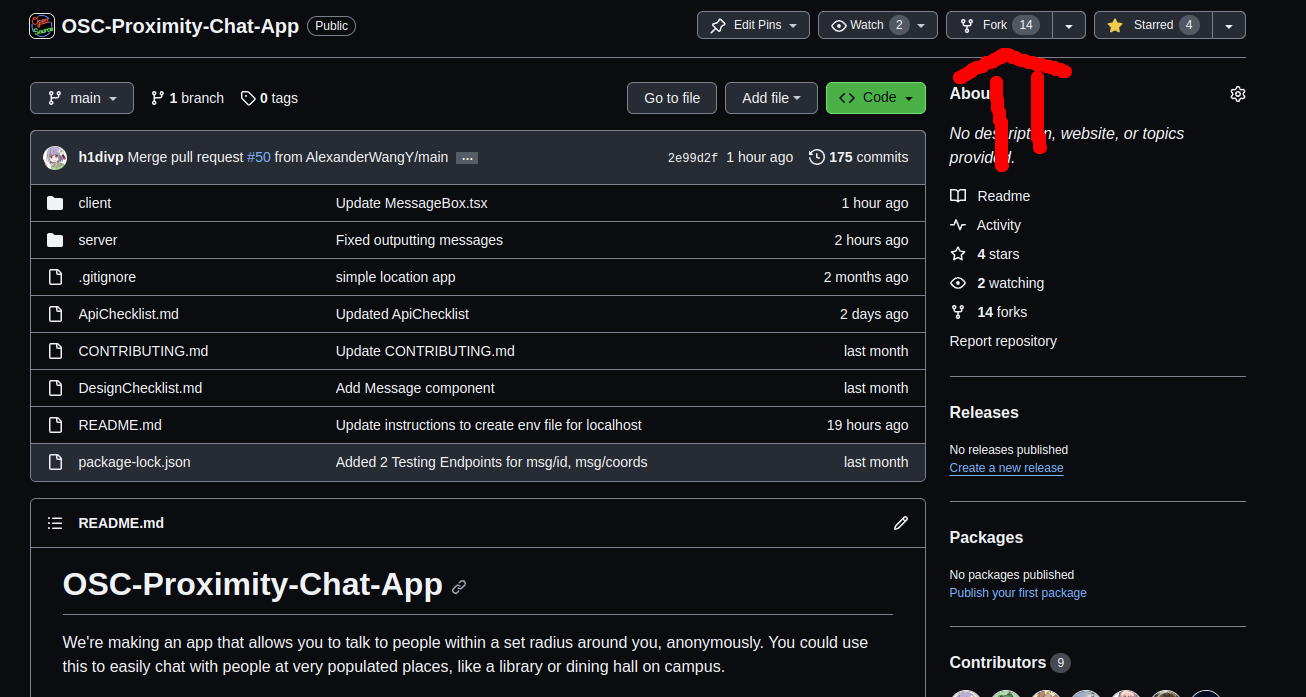 OSC-Proximity-Chat-App Public Edit Pins Watch 2 Fork 14 Starred 4
main 1 branch 0 tags Go to file Add file Code
h1divp Merge pull request #50 from AlexanderWangY/main ... 2e99d2f 1 hour ago 175 commits
client Update MessageBox.tsx 1 hour ago
server Fixed outputting messages 2 hours ago
.gitignore simple location app 2 months ago
ApiChecklist.md Updated ApiChecklist 2 days ago
CONTRIBUTING.md Update CONTRIBUTING.md last month
DesignChecklist.md Add Message component last month
README.md Update instructions to create env file for localhost 19 hours ago
package-lock.json Added 2 Testing Endpoints for msg/id, msg/coords last month
README.md
OSC-Proximity-Chat-App
We're making an app that allows you to talk to people within a set radius around you, anonymously. You could use
this to easily chat with people at very populated places, like a library or dining hall on campus.
About
No description, website, or topics
provided.
Readme
Activity
4 stars
2 watching
14 forks
Report repository
Releases
No releases published
Create a new release
Packages
No packages published
Publish your first package
Contributors 9